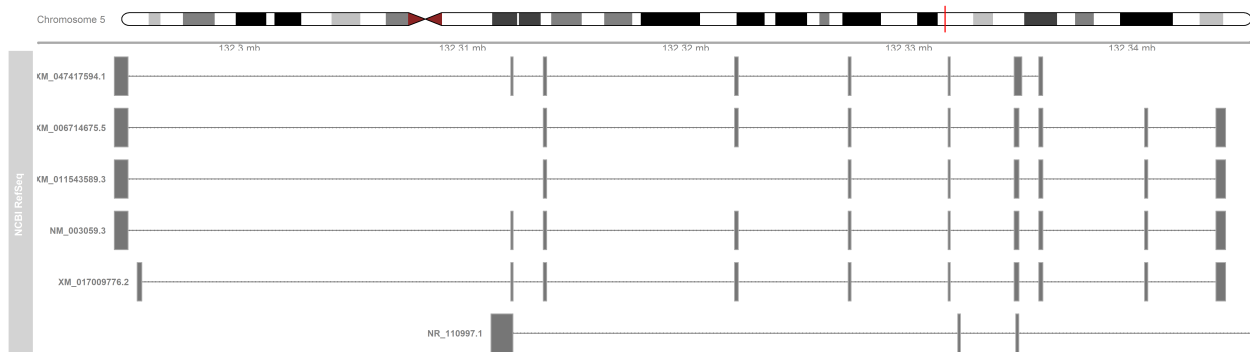 Chromosome 5
132.3 mb
132.31 mb
132.32 mb
132.33 mb
132.34 mb
NCBI RefSeq
XM_047417594.1
XM_006714675.5
XM_011543589.3
NM_003059.3
XM_017009776.2
NR_110997.1